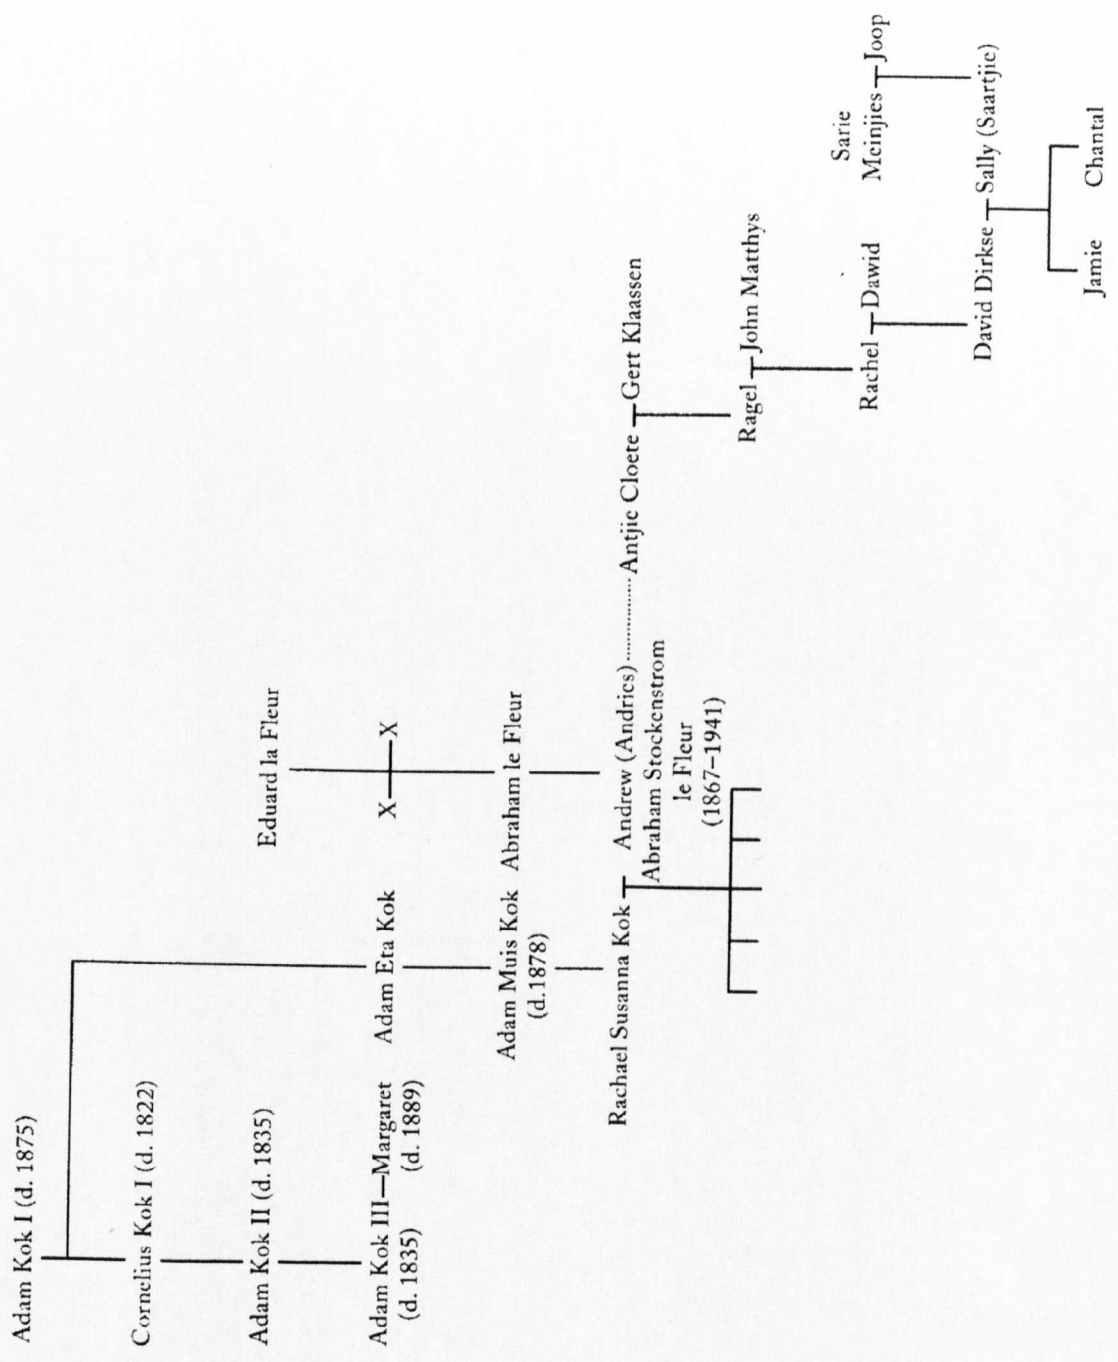 Adam Kok I (d. 1875)
Cornelius Kok I (d. 1822)
Adam Kok II (d. 1835)
Eduard la Fleur
Adam Kok III—Margaret
(d. 1835) (d. 1889)
Adam Eta Kok
X—X
Adam Muis Kok
(d.1878)
Abraham le Fleur
Rachael Susanna Kok
Andrew (Andries)
Abraham Stockenstrom
le Fleur
(1867–1941)
Antjie Cloete
Gert Klaassen
Ragel
John Matthys
Sarie
Rachel
Dawid
Meinjies
Joop
David Dirkse
Sally (Saartjie)
Jamie
Chantal